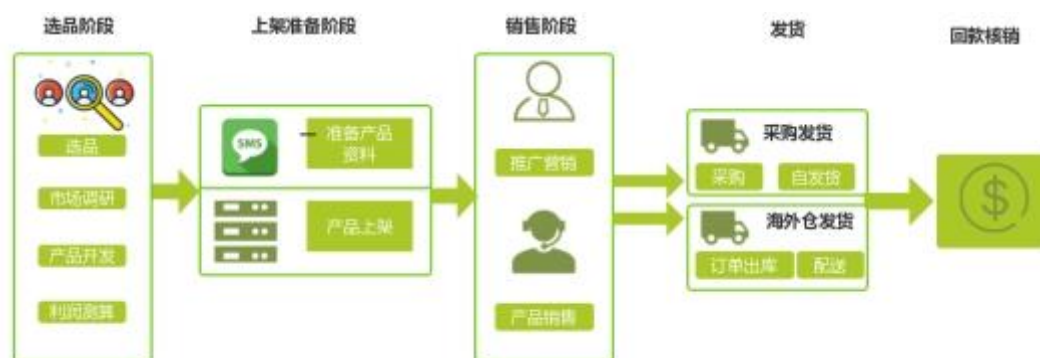 选品阶段
上架准备阶段
销售阶段
发货
回款核销
选品
市场调研
产品开发
利润测算
SMS
准备产品
资料
产品上架
推广营销
产品销售
采购发货
采购
自发货
海外仓发货
订单出库
配送
$